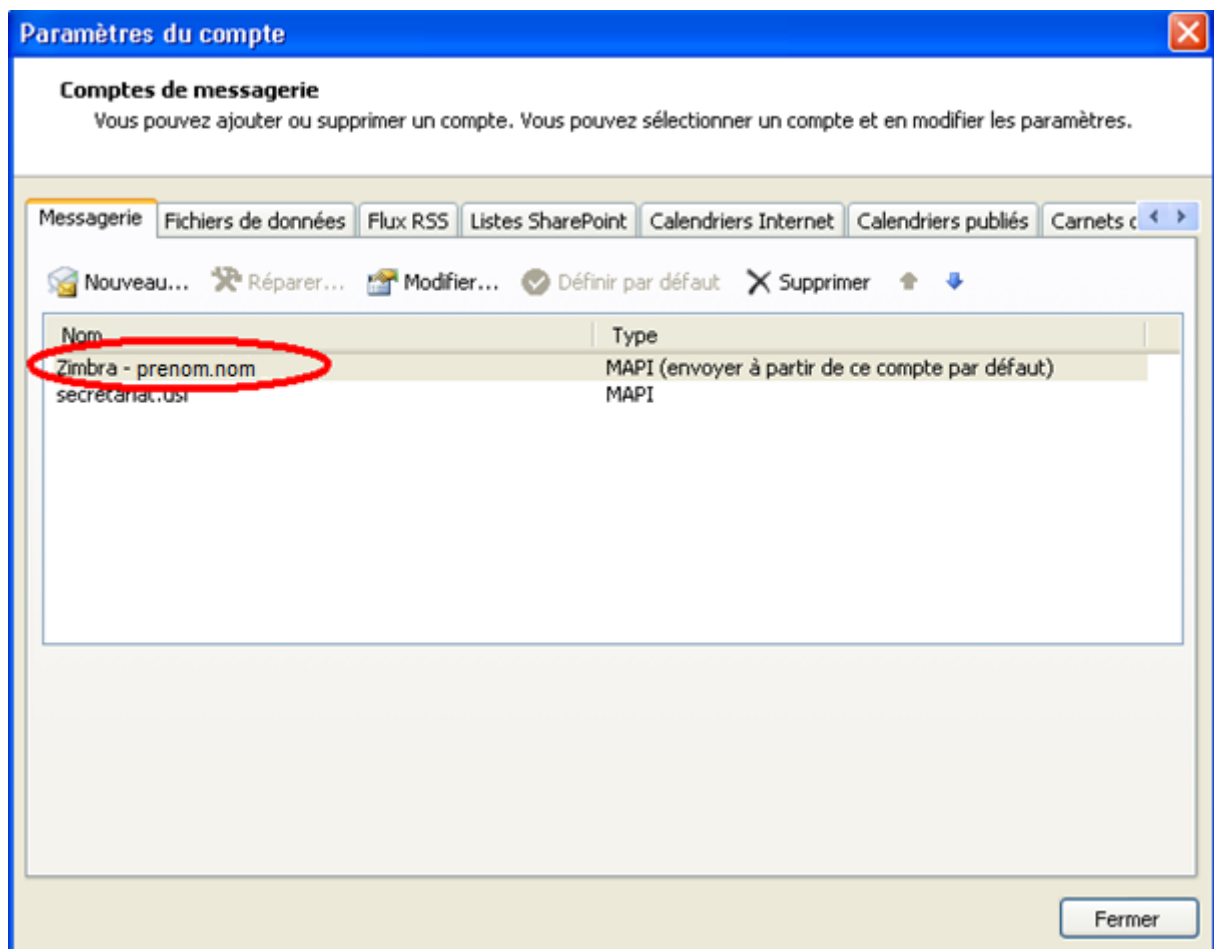 Paramètres du compte
Comptes de messagerie
Vous pouvez ajouter ou supprimer un compte. Vous pouvez sélectionner un compte et en modifier les paramètres.
Messagerie Fichiers de données Flux RSS Listes SharePoint Calendriers Internet Calendriers publiés Carnets
Nouveau... Réparer... Modifier... Définir par défaut Supprimer
Nom Type
Zimbra - prenom.nom MAPI (envoyer à partir de ce compte par défaut)
secretariat.usi MAPI
Fermer